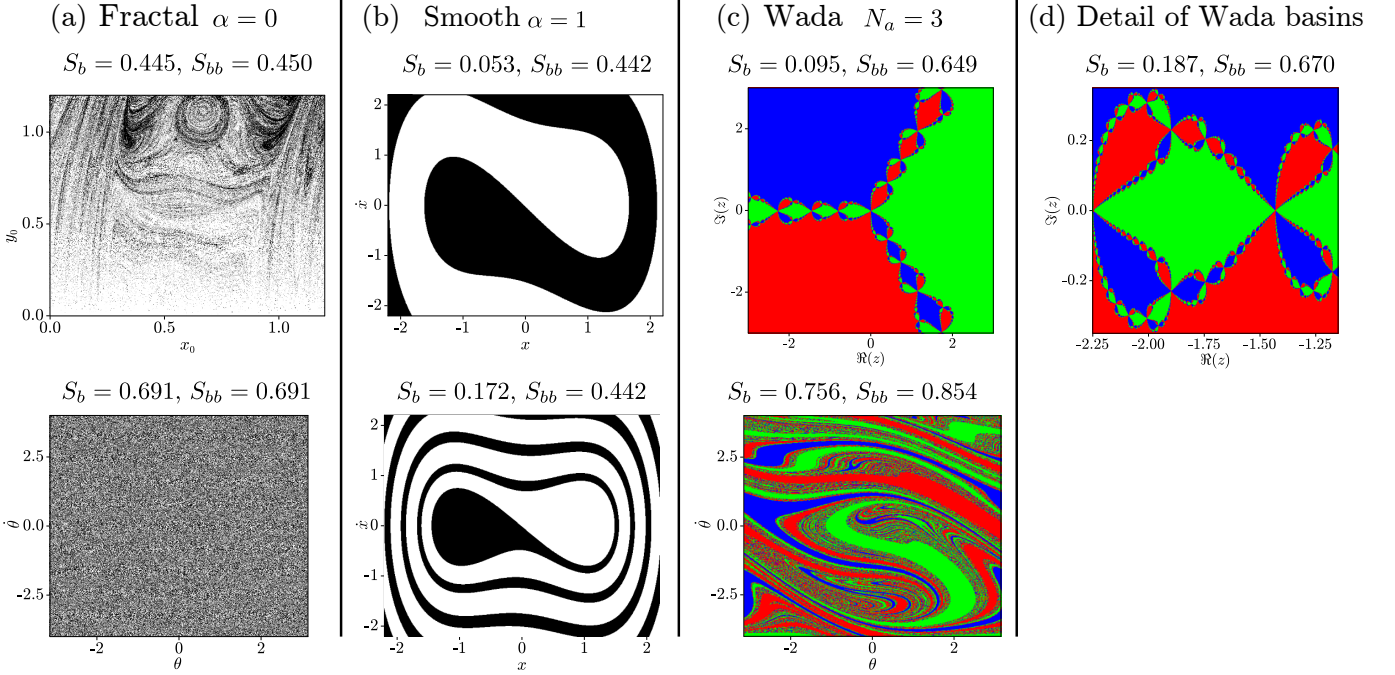 (a) Fractal α = 0
(b) Smooth α = 1
(c) Wada N_a = 3
(d) Detail of Wada basins
S_b = 0.445, S_bb = 0.450
S_b = 0.053, S_bb = 0.442
S_b = 0.095, S_bb = 0.649
S_b = 0.187, S_bb = 0.670
1.0
0.5
0.0
y_0
0.0 0.5 1.0
x_0
2
1
0
-1
-2
ẋ
-2 -1 0 1 2
x
2
0
-2
ℑ(z)
-2 0 2
ℜ(z)
0.2
0.0
-0.2
ℑ(z)
-2.25 -2.00 -1.75 -1.50 -1.25
ℜ(z)
S_b = 0.691, S_bb = 0.691
S_b = 0.172, S_bb = 0.442
S_b = 0.756, S_bb = 0.854
2.5
0.0
-2.5
θ̇
-2 0 2
θ
2
1
0
-1
-2
ẋ
-2 -1 0 1 2
x
2.5
0.0
-2.5
θ̇
-2 0 2
θ